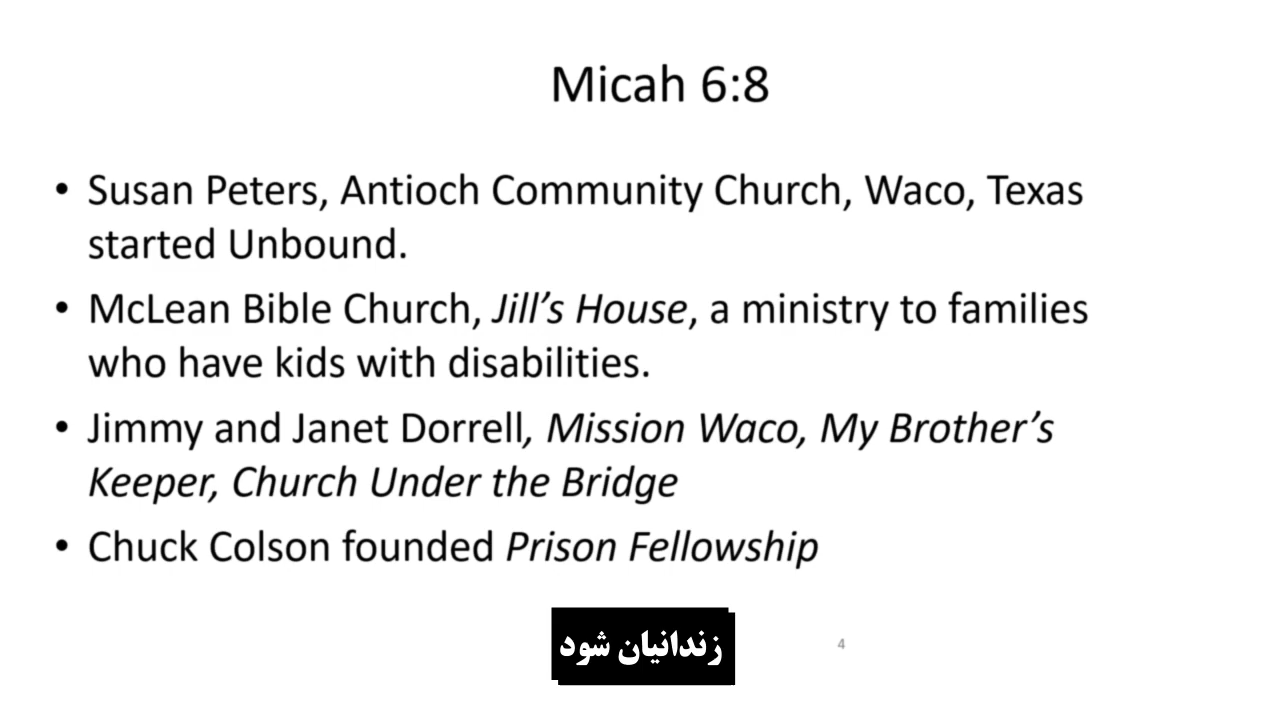 Micah 6:8
• Susan Peters, Antioch Community Church, Waco, Texas
started Unbound.
• McLean Bible Church, Jill’s House, a ministry to families
who have kids with disabilities.
• Jimmy and Janet Dorrell, Mission Waco, My Brother’s
Keeper, Church Under the Bridge
• Chuck Colson founded Prison Fellowship
زندانیان شود
4